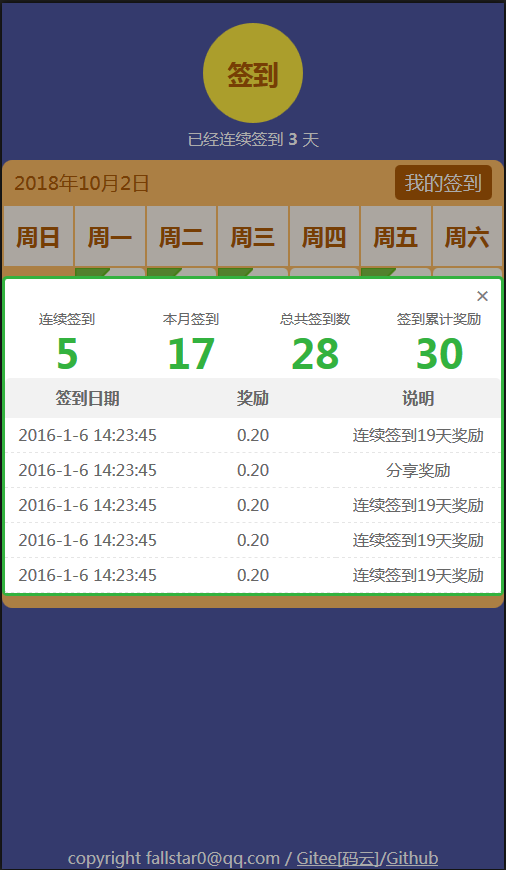 签到
已经连续签到 3 天
2018年10月2日 我的签到
周日 周一 周二 周三 周四 周五 周六
×
连续签到 本月签到 总共签到数 签到累计奖励
5 17 28 30
签到日期 奖励 说明
2016-1-6 14:23:45 0.20 连续签到19天奖励
2016-1-6 14:23:45 0.20 分享奖励
2016-1-6 14:23:45 0.20 连续签到19天奖励
2016-1-6 14:23:45 0.20 连续签到19天奖励
2016-1-6 14:23:45 0.20 连续签到19天奖励
copyright fallstar0@qq.com / Gitee[码云]/Github